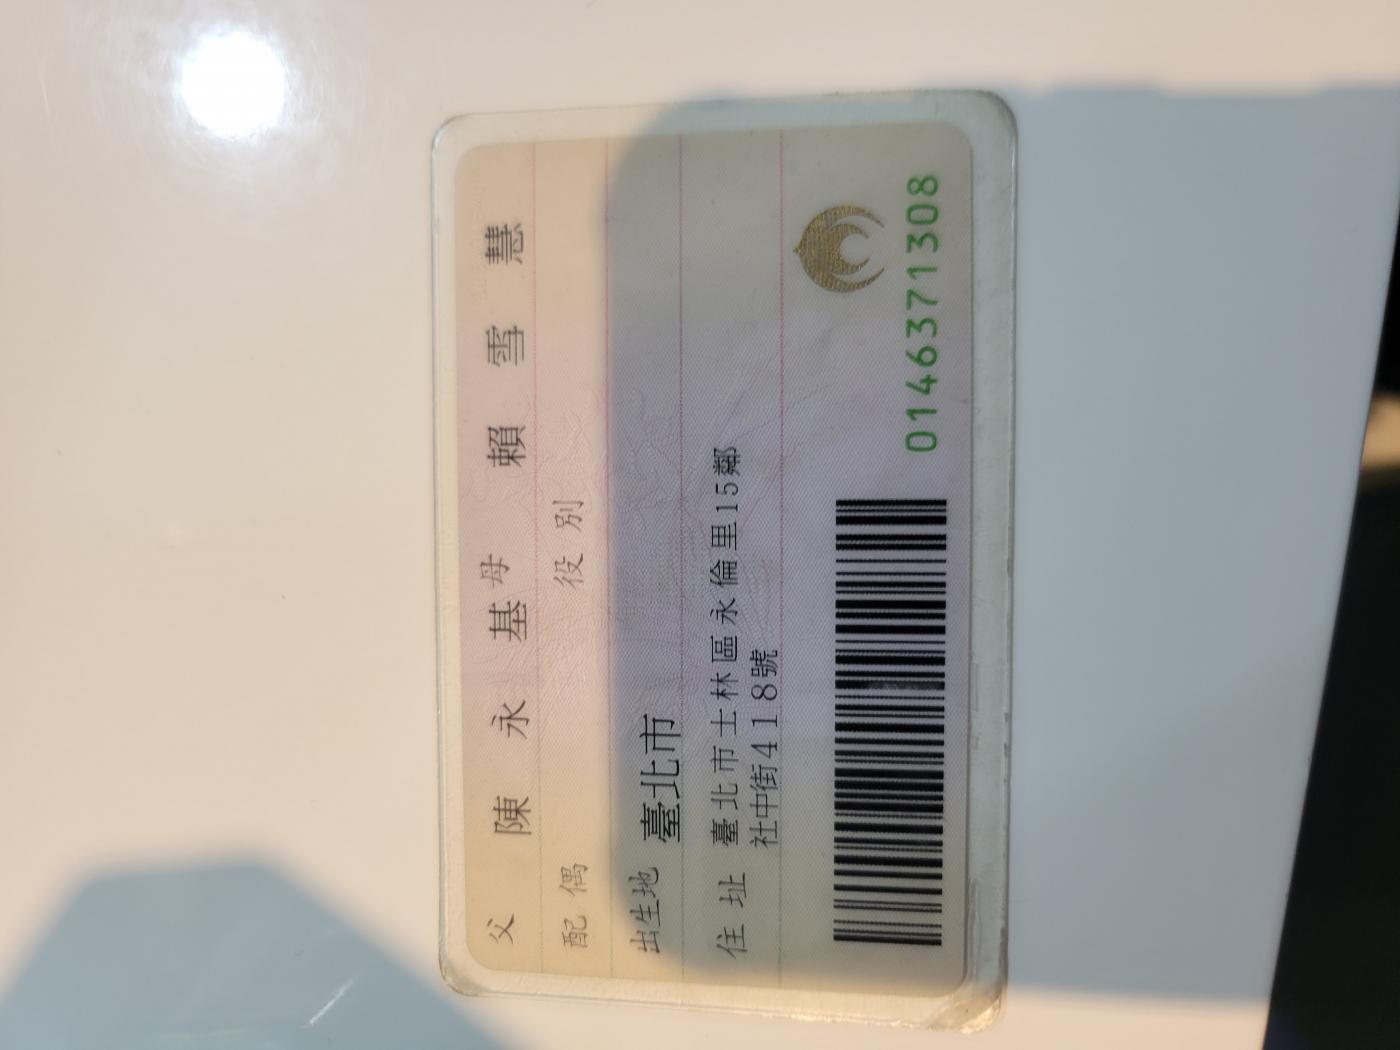 父 陳永基 母 賴雪慧
配偶 役別
出生地 臺北市
住址 臺北市士林區永倫里15鄰
社中街418號
0146371308